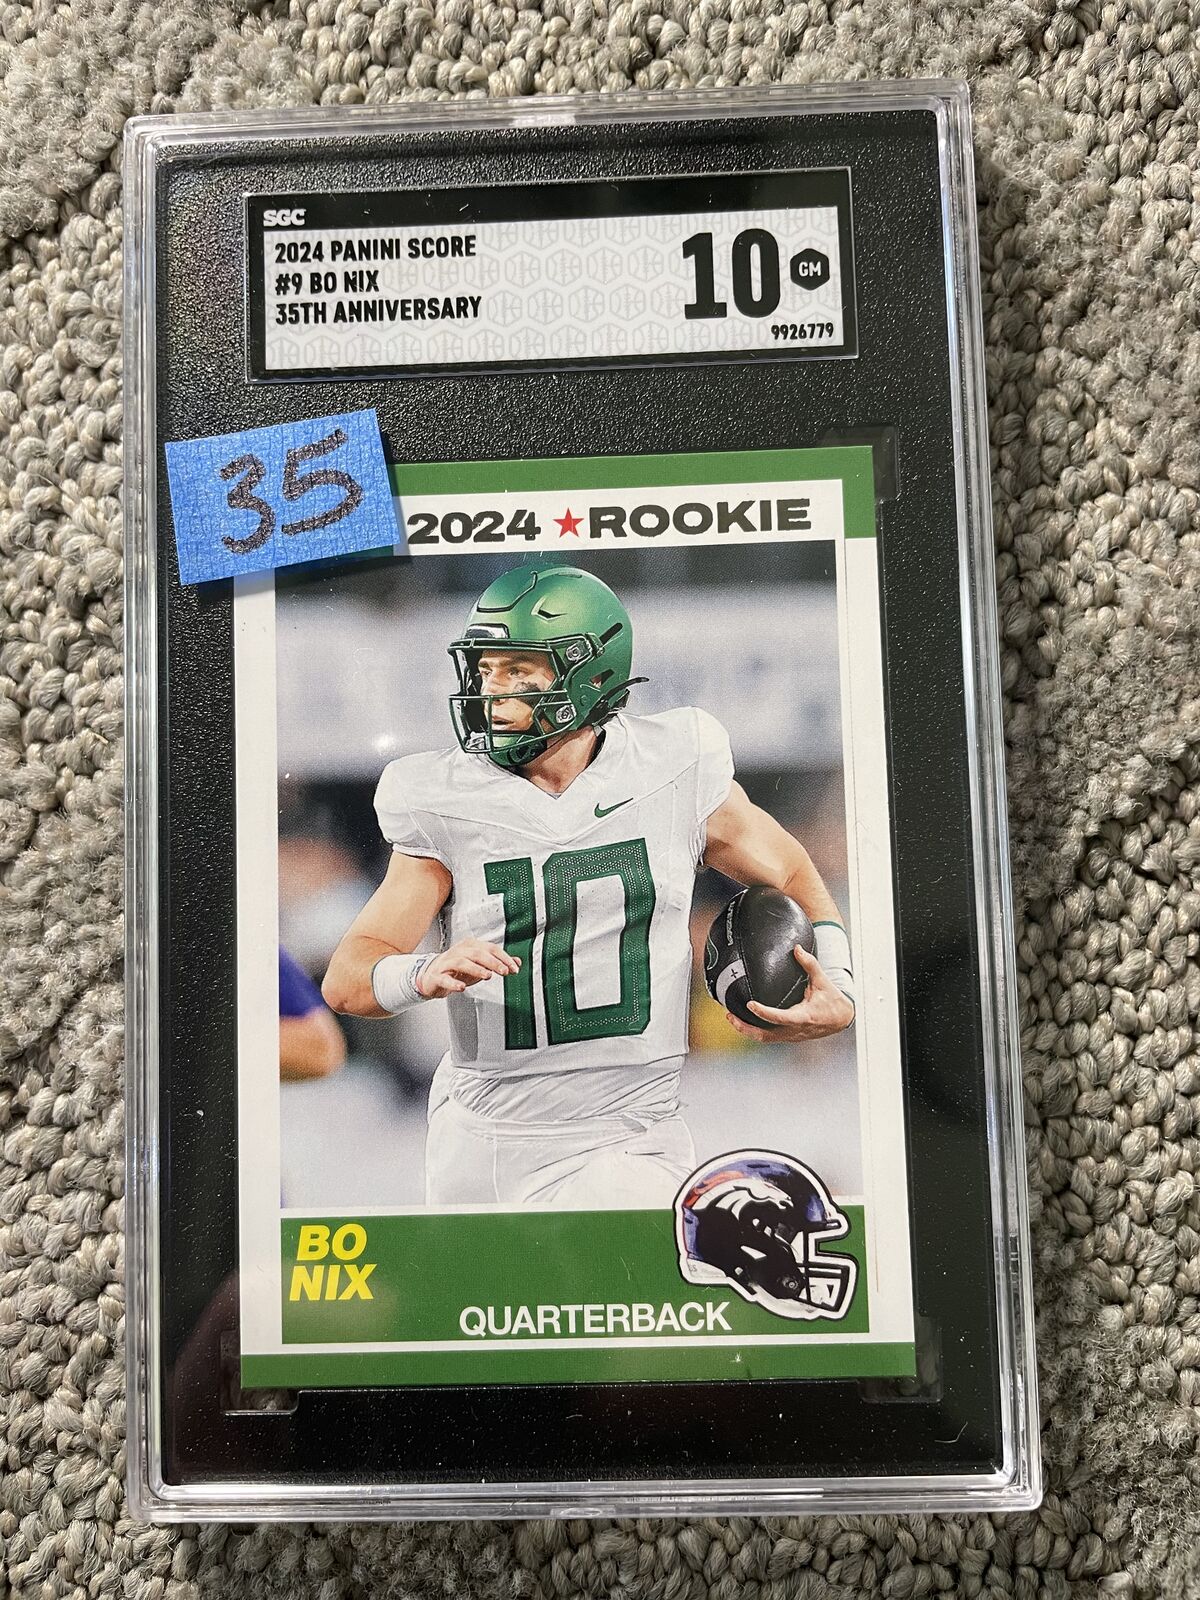 SGC
2024 PANINI SCORE
#9 BO NIX
35TH ANNIVERSARY
10 GM
9926779
35
2024 ★ ROOKIE
10
BO
NIX
QUARTERBACK